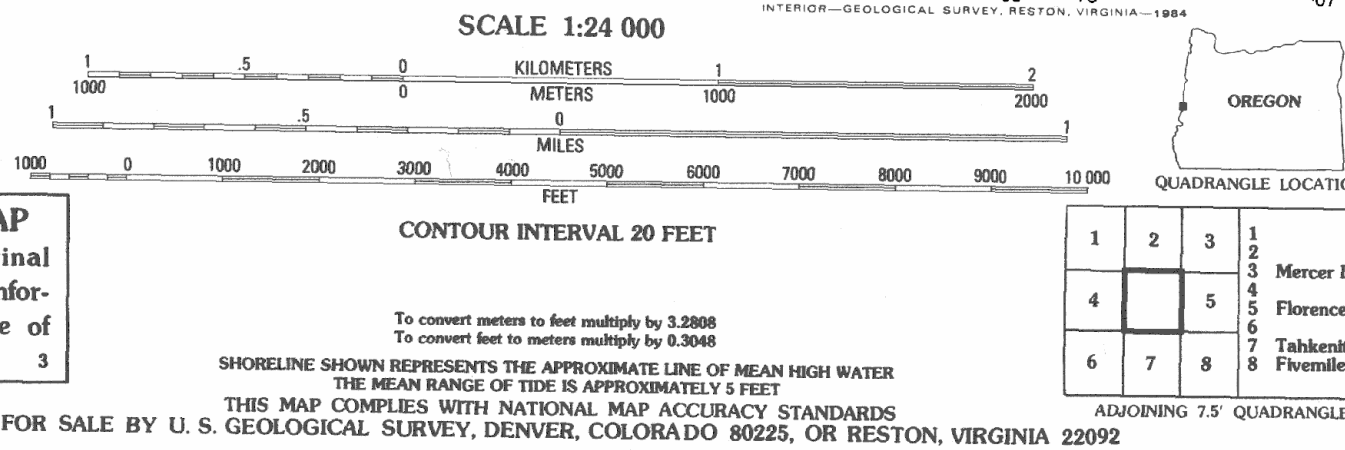 INTERIOR—GEOLOGICAL SURVEY, RESTON, VIRGINIA—1984
SCALE 1:24 000
1 .5 0 KILOMETERS 1 2
1000 0 METERS 1000 2000
1 .5 0 1
MILES
1000 0 1000 2000 3000 4000 5000 6000 7000 8000 9000 10 000
FEET
CONTOUR INTERVAL 20 FEET
To convert meters to feet multiply by 3.2808
To convert feet to meters multiply by 0.3048
SHORELINE SHOWN REPRESENTS THE APPROXIMATE LINE OF MEAN HIGH WATER
THE MEAN RANGE OF TIDE IS APPROXIMATELY 5 FEET
THIS MAP COMPLIES WITH NATIONAL MAP ACCURACY STANDARDS
FOR SALE BY U. S. GEOLOGICAL SURVEY, DENVER, COLORADO 80225, OR RESTON, VIRGINIA 22092
AP
inal
nfor-
e of
3
OREGON
QUADRANGLE LOCATIO
1 2 3
4 5
6 7 8
1
2
3 Mercer
4
5 Florence
6
7 Tahkenit
8 Fivemile
ADJOINING 7.5' QUADRANGLE